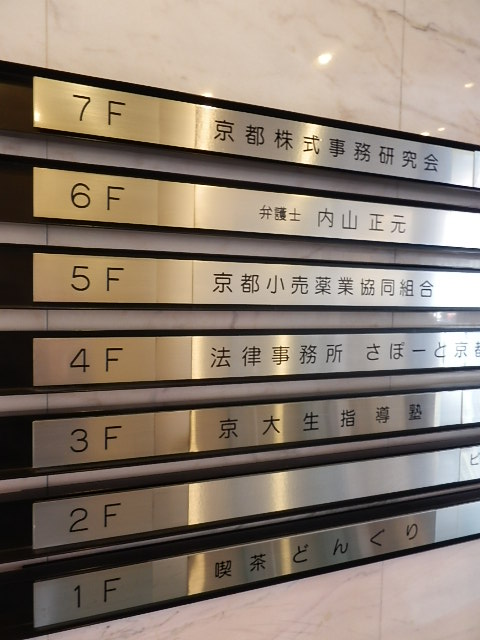 7F 京都株式事務研究会
6F 弁護士 内山正元
5F 京都小売薬業協同組合
4F 法律事務所 さぽーと京都
3F 京大生指導塾
2F ビ
1F 喫茶どんぐり